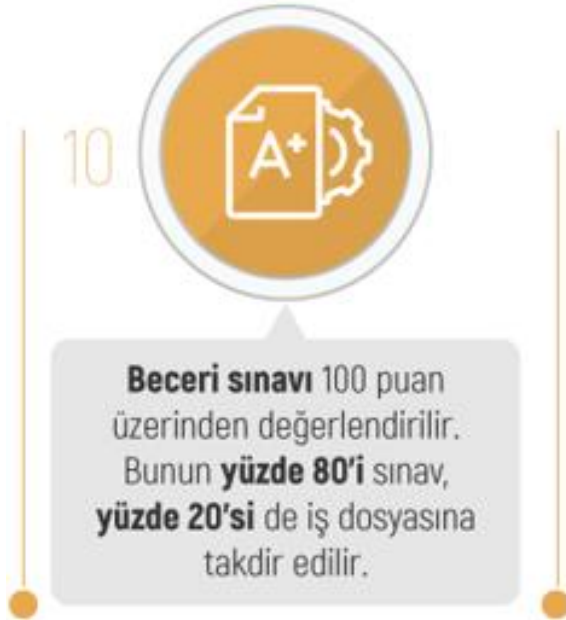 10
A+
Beceri sınavı 100 puan
üzerinden değerlendirilir.
Bunun yüzde 80'i sınav,
yüzde 20'si de iş dosyasına
takdir edilir.